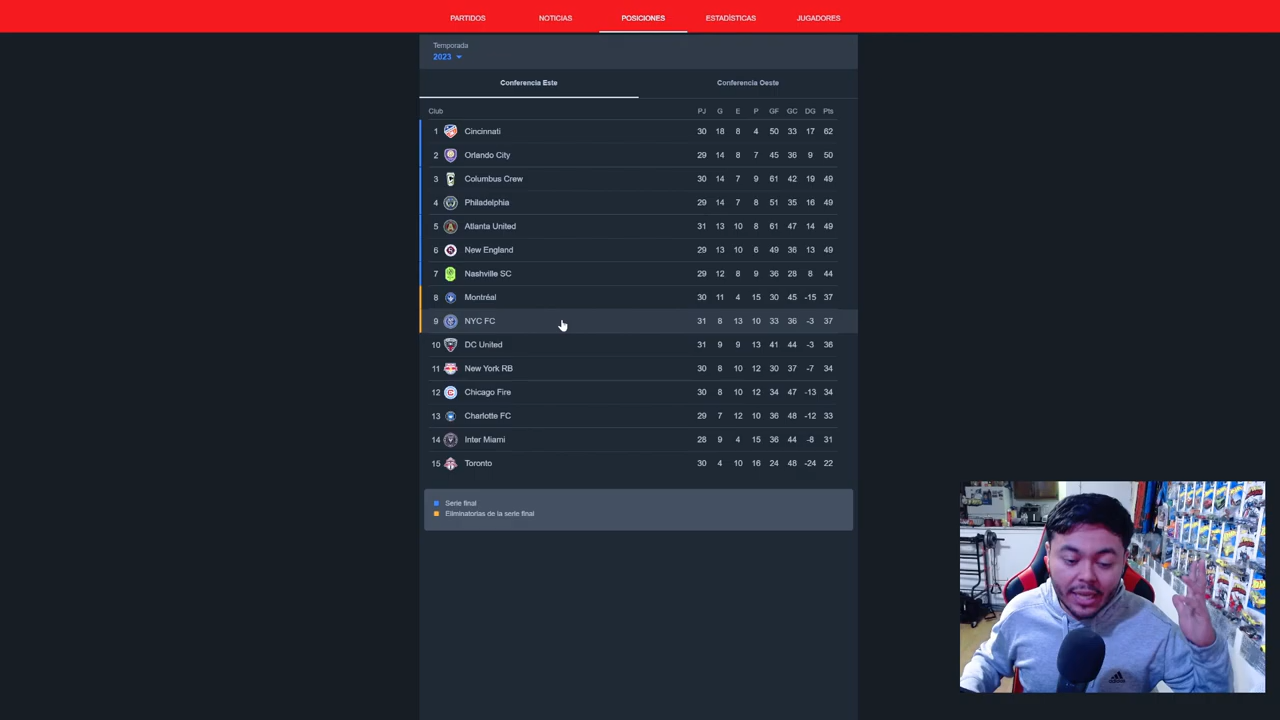 PARTIDOS NOTICIAS POSICIONES ESTADÍSTICAS JUGADORES
Temporada
2023
Conferencia Este Conferencia Oeste
Club PJ G E P GF GC DG Pts
1 Cincinnati 30 18 8 4 50 33 17 62
2 Orlando City 29 14 8 7 45 36 9 50
3 Columbus Crew 30 14 7 9 61 42 19 49
4 Philadelphia 29 14 7 8 51 35 16 49
5 Atlanta United 31 13 10 8 61 47 14 49
6 New England 29 13 10 6 49 36 13 49
7 Nashville SC 29 12 8 9 36 28 8 44
8 Montréal 30 11 4 15 30 45 -15 37
9 NYC FC 31 8 13 10 33 36 -3 37
10 DC United 31 9 9 13 41 44 -3 36
11 New York RB 30 8 10 12 30 37 -7 34
12 Chicago Fire 30 8 10 12 34 47 -13 34
13 Charlotte FC 29 7 12 10 36 48 -12 33
14 Inter Miami 28 9 4 15 36 44 -8 31
15 Toronto 30 4 10 16 24 48 -24 22
Serie final
Eliminatorias de la serie final